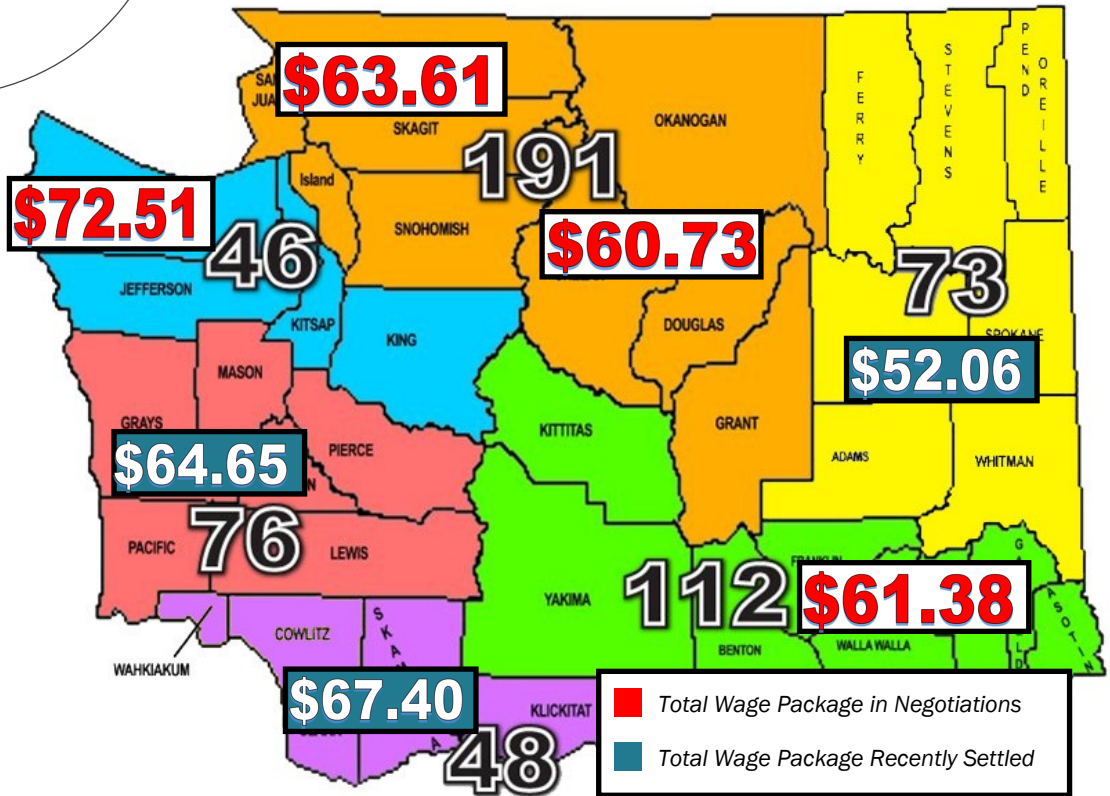 $63.61
SKAGIT
OKANOGAN
FERRY
STEVENS
PEND
OREILLE
191
Island
SNOHOMISH
$72.51
46
$60.73
73
JEFFERSON
KITSAP
KING
DOUGLAS
SPOKANE
$52.06
MASON
GRAYS
PIERCE
KITTITAS
GRANT
ADAMS
WHITMAN
$64.65
76
PACIFIC
LEWIS
YAKIMA
112
FRANKLIN
$61.38
BENTON
WALLA WALLA
ASOTIN
COWLITZ
WAHKIAKUM
$67.40
KLICKITAT
48
Total Wage Package in Negotiations
Total Wage Package Recently Settled